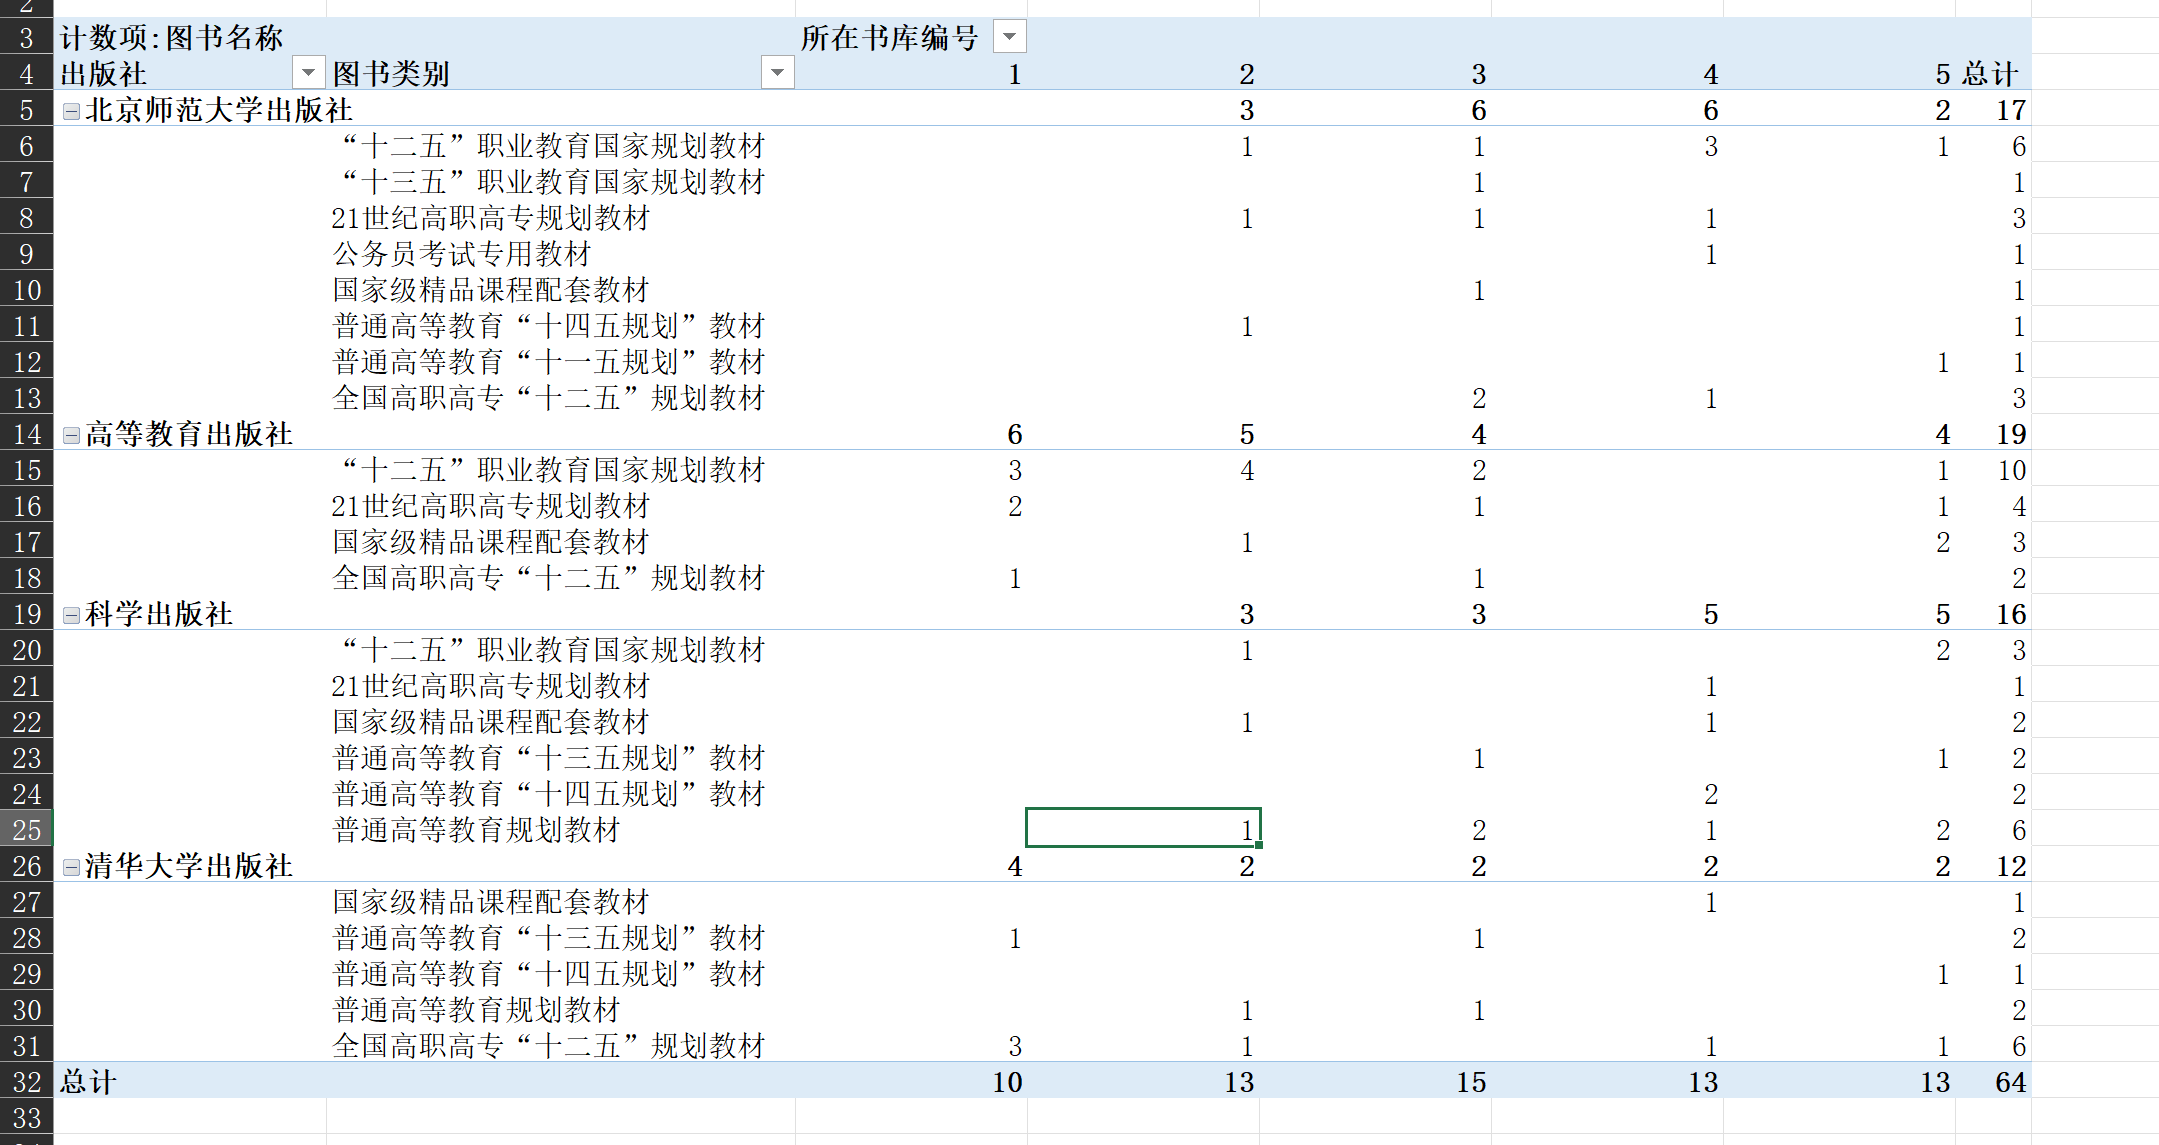 2
3 计数项:图书名称 所在书库编号
4 出版社 图书类别 1 2 3 4 5 总计
5 北京师范大学出版社 3 6 6 2 17
6 “十二五”职业教育国家规划教材 1 1 3 1 6
7 “十三五”职业教育国家规划教材 1 1
8 21世纪高职高专规划教材 1 1 1 3
9 公务员考试专用教材 1 1
10 国家级精品课程配套教材 1 1
11 普通高等教育“十四五规划”教材 1 1
12 普通高等教育“十一五规划”教材 1 1
13 全国高职高专“十二五”规划教材 2 1 3
14 高等教育出版社 6 5 4 4 19
15 “十二五”职业教育国家规划教材 3 4 2 1 10
16 21世纪高职高专规划教材 2 1 1 4
17 国家级精品课程配套教材 1 2 3
18 全国高职高专“十二五”规划教材 1 1 2
19 科学出版社 3 3 5 5 16
20 “十二五”职业教育国家规划教材 1 2 3
21 21世纪高职高专规划教材 1 1
22 国家级精品课程配套教材 1 1 2
23 普通高等教育“十三五规划”教材 1 1 2
24 普通高等教育“十四五规划”教材 2 2
25 普通高等教育规划教材 1 2 1 2 6
26 清华大学出版社 4 2 2 2 2 12
27 国家级精品课程配套教材 1 1
28 普通高等教育“十三五规划”教材 1 1 2
29 普通高等教育“十四五规划”教材 1 1
30 普通高等教育规划教材 1 1 2
31 全国高职高专“十二五”规划教材 3 1 1 1 6
32 总计 10 13 15 13 13 64
33